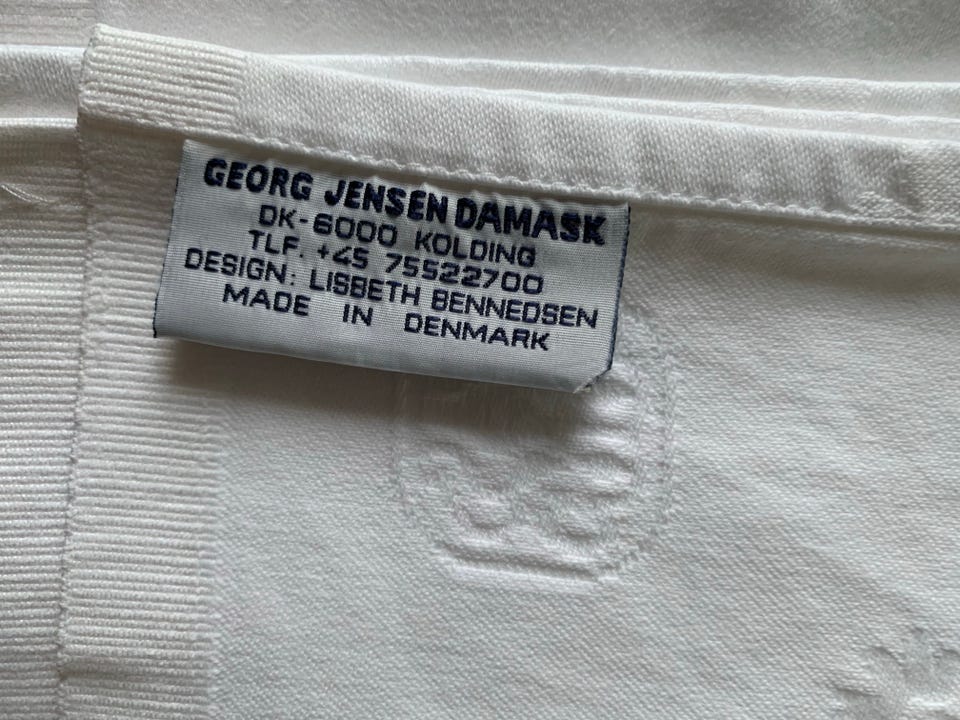 GEORG JENSEN DAMASK
DK-6000 KOLDING
TLF. +45 75522700
DESIGN: LISBETH BENNEDSEN
MADE IN DENMARK